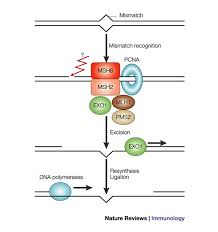 Mismatch
Mismatch recognition
?
PCNA
MSH6
MSH2
EXO1
MLH1
PMS2
Excision
EXO1
Resynthesis
Ligation
DNA polymerases
Nature Reviews | Immunology